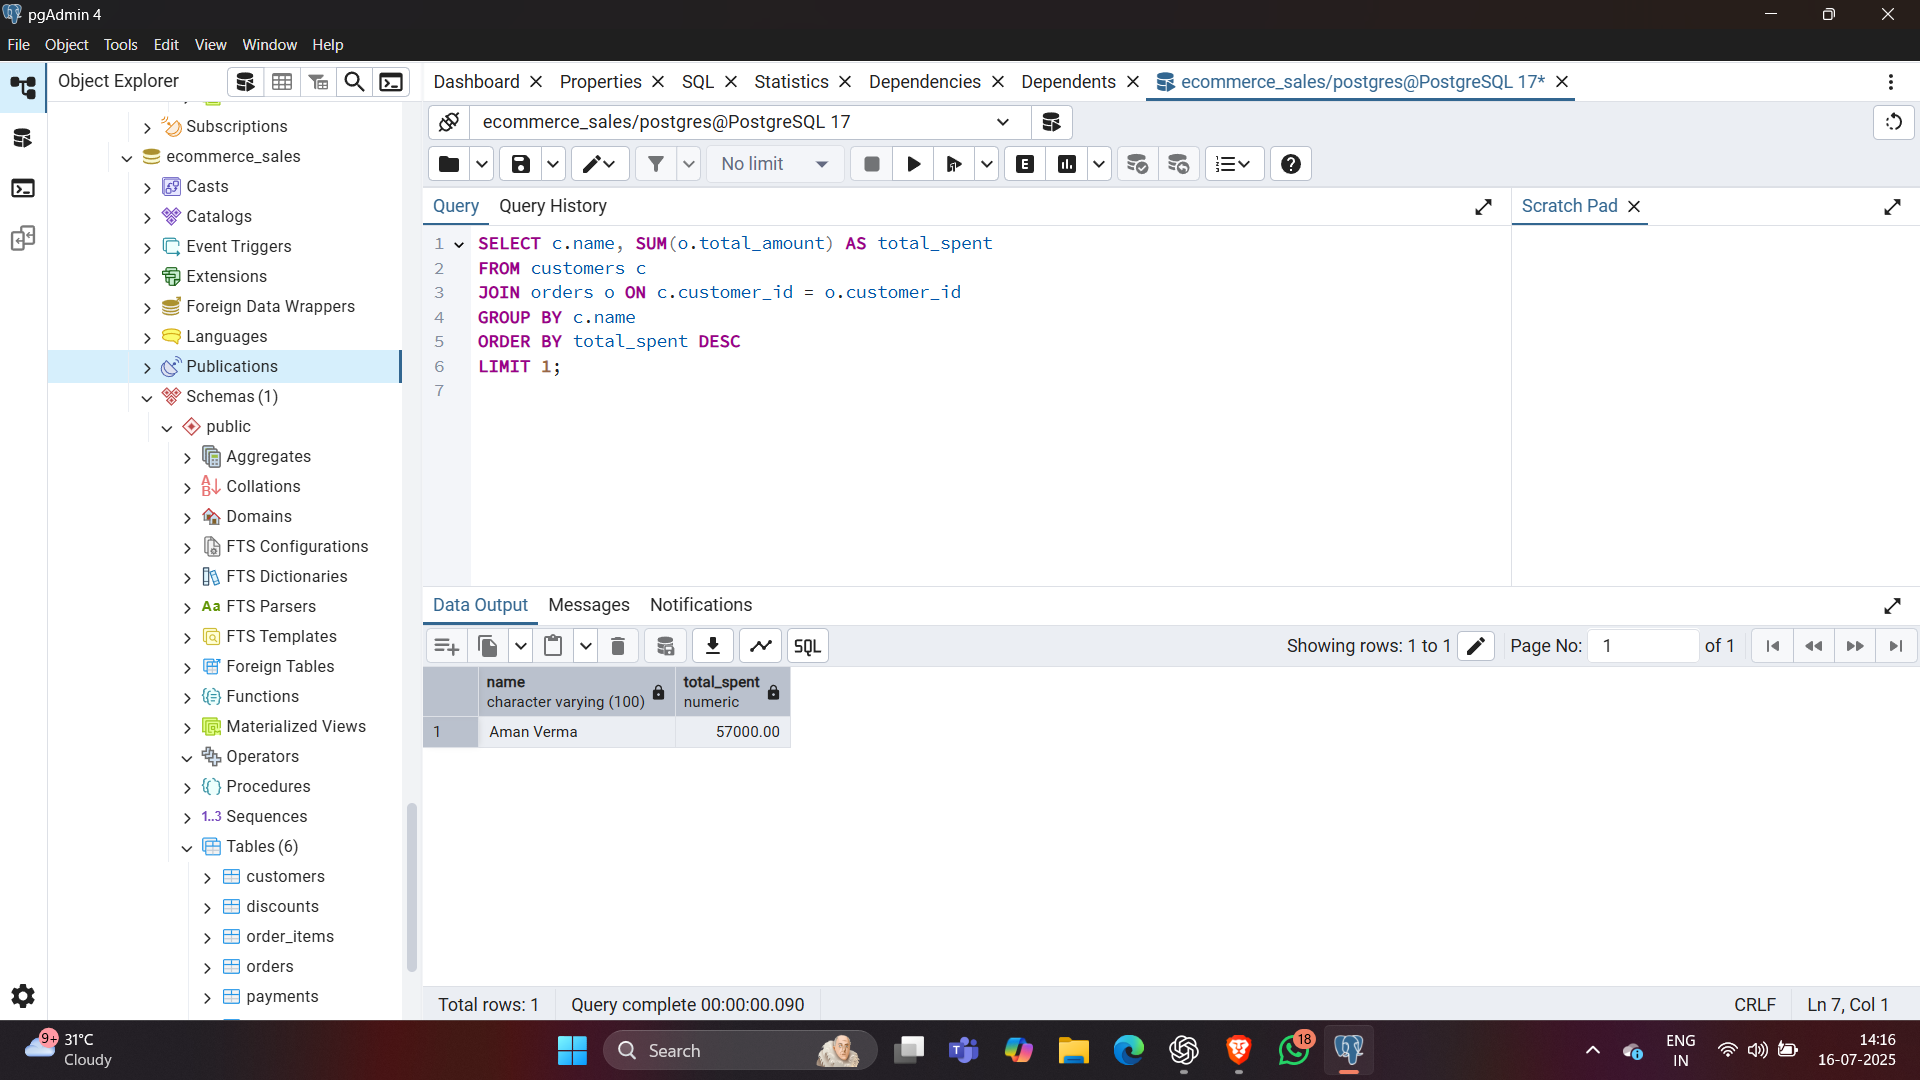 pgAdmin 4
File Object Tools Edit View Window Help
Object Explorer
Dashboard Properties SQL Statistics Dependencies Dependents ecommerce_sales/postgres@PostgreSQL 17*
Subscriptions
ecommerce_sales
Casts
Catalogs
Event Triggers
Extensions
Foreign Data Wrappers
Languages
Publications
Schemas (1)
public
Aggregates
Collations
Domains
FTS Configurations
FTS Dictionaries
Aa FTS Parsers
FTS Templates
Foreign Tables
Functions
Materialized Views
Operators
Procedures
1..3 Sequences
Tables (6)
customers
discounts
order_items
orders
payments
ecommerce_sales/postgres@PostgreSQL 17
No limit
E
Query Query History
Scratch Pad
1 SELECT c.name, SUM(o.total_amount) AS total_spent
2 FROM customers c
3 JOIN orders o ON c.customer_id = o.customer_id
4 GROUP BY c.name
5 ORDER BY total_spent DESC
6 LIMIT 1;
7
Data Output Messages Notifications
SQL
Showing rows: 1 to 1
Page No: 1 of 1
name total_spent
character varying (100) numeric
1 Aman Verma 57000.00
Total rows: 1 Query complete 00:00:00.090 CRLF Ln 7, Col 1
9+ 31°C
Cloudy
Search
18
ENG
IN
14:16
16-07-2025